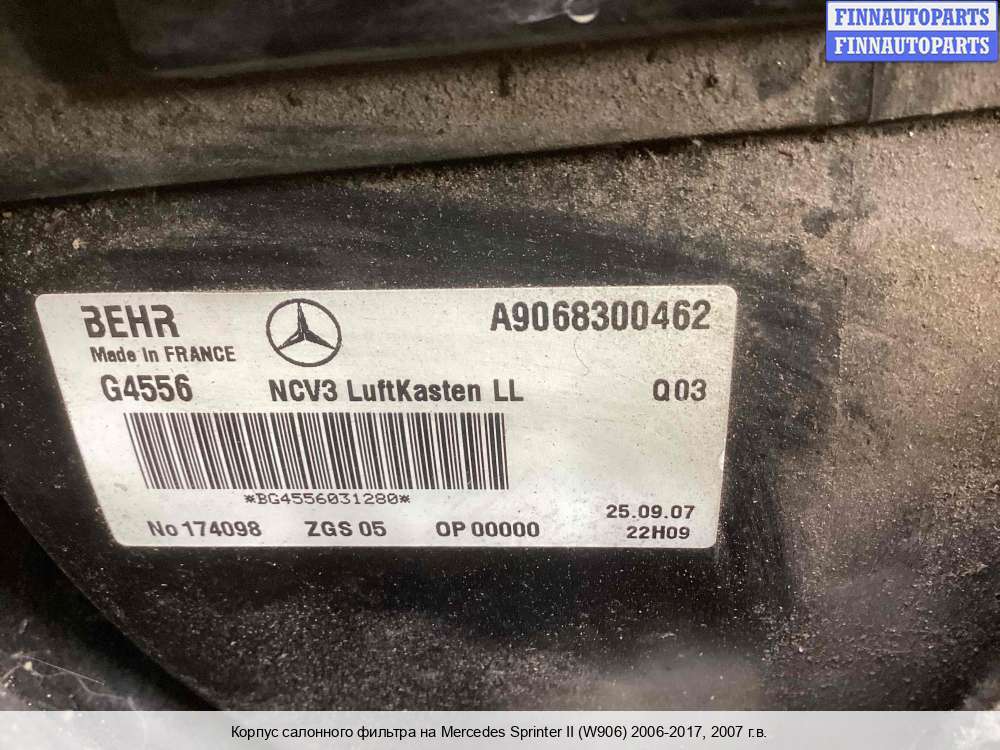 FINNAUTOPARTS
FINNAUTOPARTS
BEHR A9068300462
Made in FRANCE
G4556 NCV3 LuftKasten LL Q03
*BG4556031280*
No 174098 ZGS 05 OP 00000 25.09.07
22H09
Корпус салонного фильтра на Mercedes Sprinter II (W906) 2006-2017, 2007 г.в.